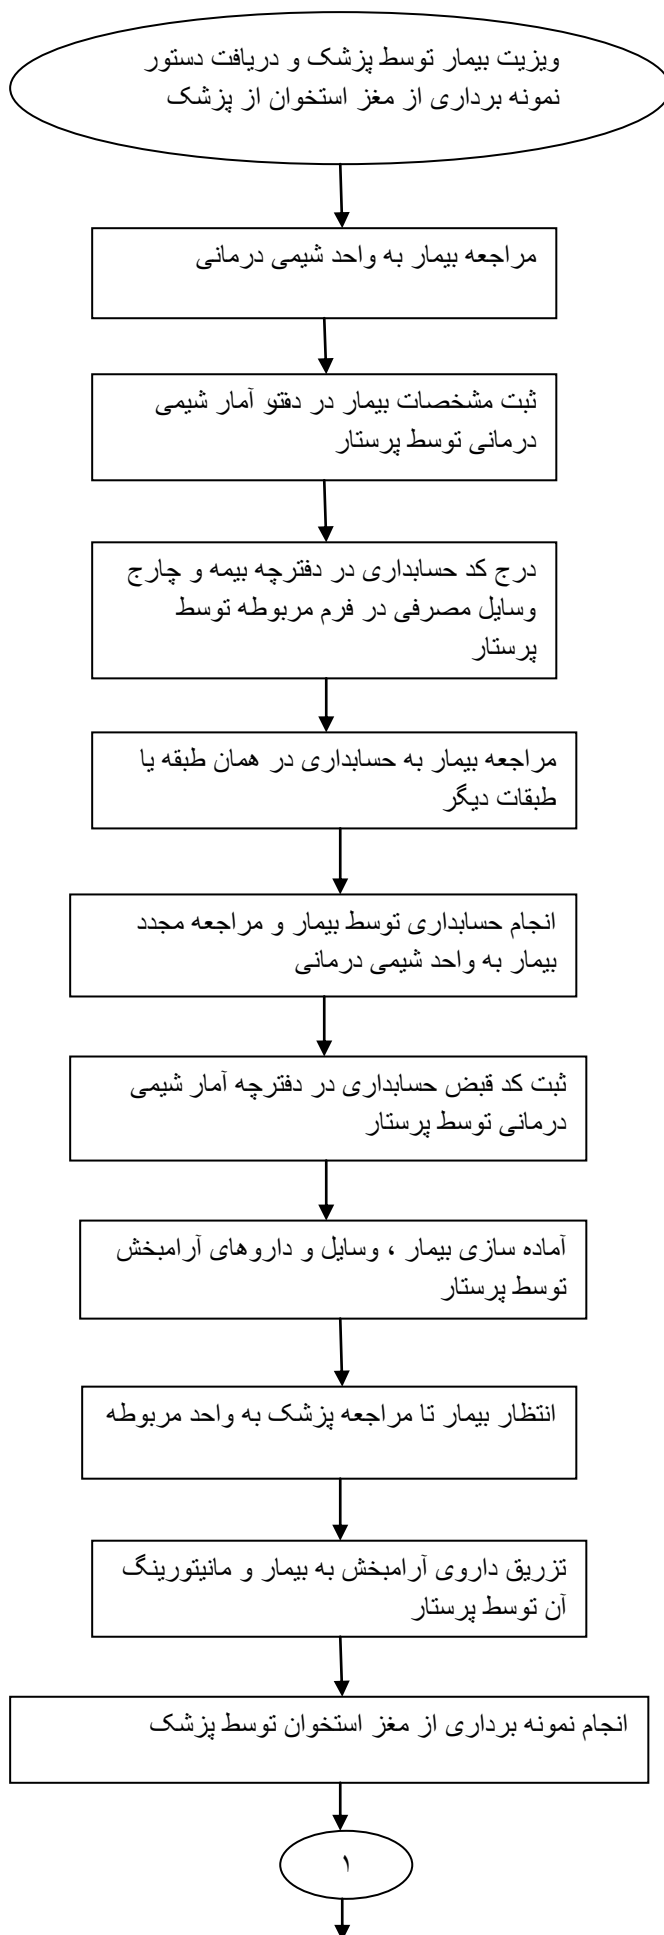 ویزیت بیمار توسط پزشک و دریافت دستور
نمونه برداری از مغز استخوان از پزشک
مراجعه بیمار به واحد شیمی درمانی
ثبت مشخصات بیمار در دفتو آمار شیمی
درمانی توسط پرستار
درج کد حسابداری در دفترچه بیمه و چارج
وسایل مصرفی در فرم مربوطه توسط
پرستار
مراجعه بیمار به حسابداری در همان طبقه یا
طبقات دیگر
انجام حسابداری توسط بیمار و مراجعه مجدد
بیمار به واحد شیمی درمانی
ثبت کد قبض حسابداری در دفترچه آمار شیمی
درمانی توسط پرستار
آماده سازی بیمار ، وسایل و داروهای آرامبخش
توسط پرستار
انتظار بیمار تا مراجعه پزشک به واحد مربوطه
تزریق داروی آرامبخش به بیمار و مانیتورینگ
آن توسط پرستار
انجام نمونه برداری از مغز استخوان توسط پزشک
۱